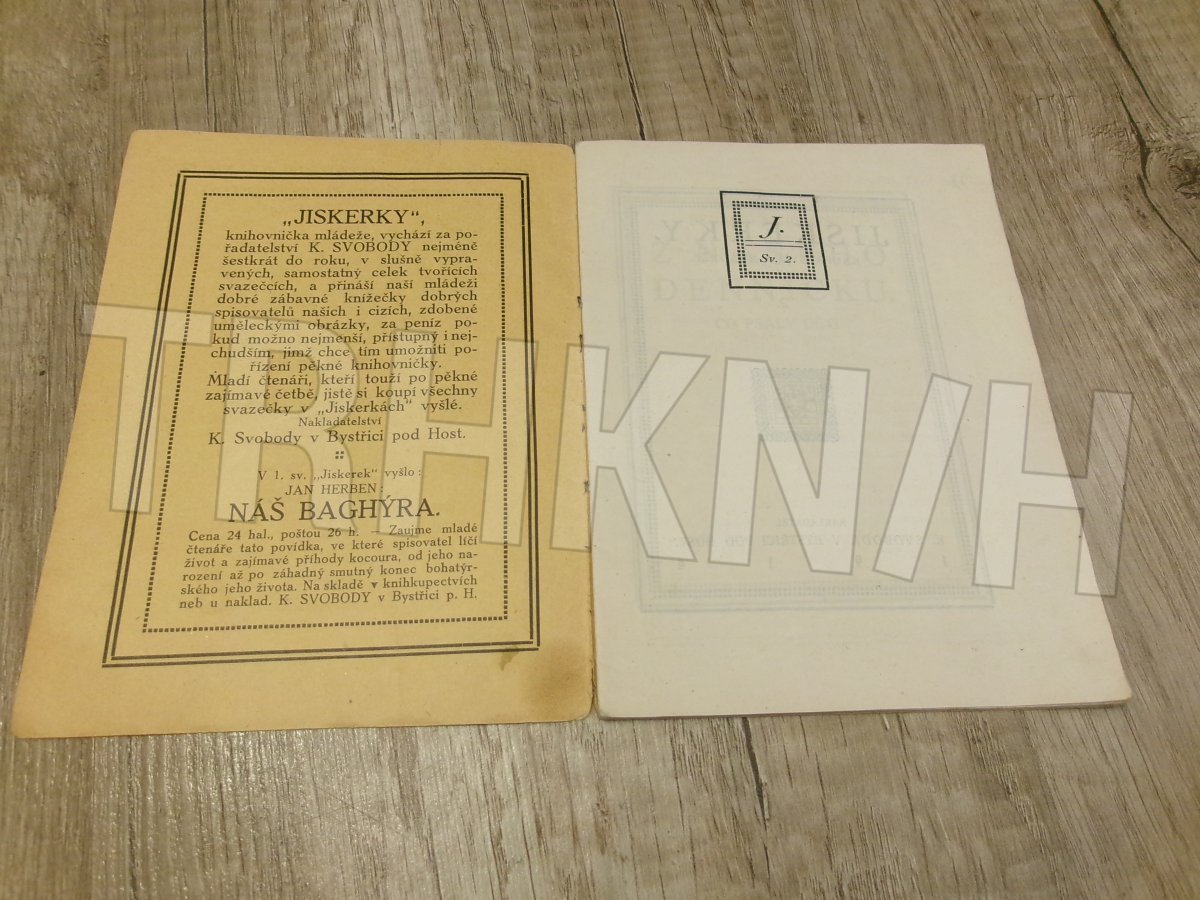 „JISKERKY“,
knihovnička mládeže, vychází za po-
řadatelství K. SVOBODY nejméně
šestkrát do roku, v slušně vypra-
vených, samostatný celek tvořících
svazečcích, a přináší naší mládeži
dobré zábavné knížečky dobrých
spisovatelů našich i cizích, zdobené
uměleckými obrázky, za peníz po-
kud možno nejmenší, přístupný i nej-
chudším, jimž chce tím umožniti po-
řízení pěkné knihovničky.
Mladí čtenáři, kteří touží po pěkné
zajímavé četbě, jistě si koupí všechny
svazečky v „Jiskerkách“ vyšlé.
Nakladatelství
K. Svobody v Bystřici pod Host.
V 1. sv. „Jiskerek“ vyšlo:
JAN HERBEN:
NÁŠ BAGHÝRA.
Cena 24 hal., poštou 26 h. — Zaujme mladé
čtenáře tato povídka, ve které spisovatel líčí
život a zajímavé příhody kocoura, od jeho na-
rození až po záhadný smutný konec bohatýr-
ského jeho života. Na skladě v knihkupectvích
neb u naklad. K. SVOBODY v Bystřici p. H.
J.
Sv. 2.
TRHKNIH